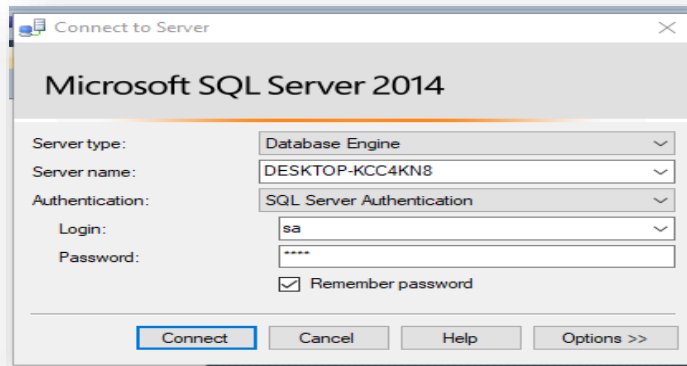 Connect to Server
Microsoft SQL Server 2014
Server type: Database Engine
Server name: DESKTOP-KCC4KN8
Authentication: SQL Server Authentication
Login: sa
Password: ****
Remember password
Connect Cancel Help Options >>